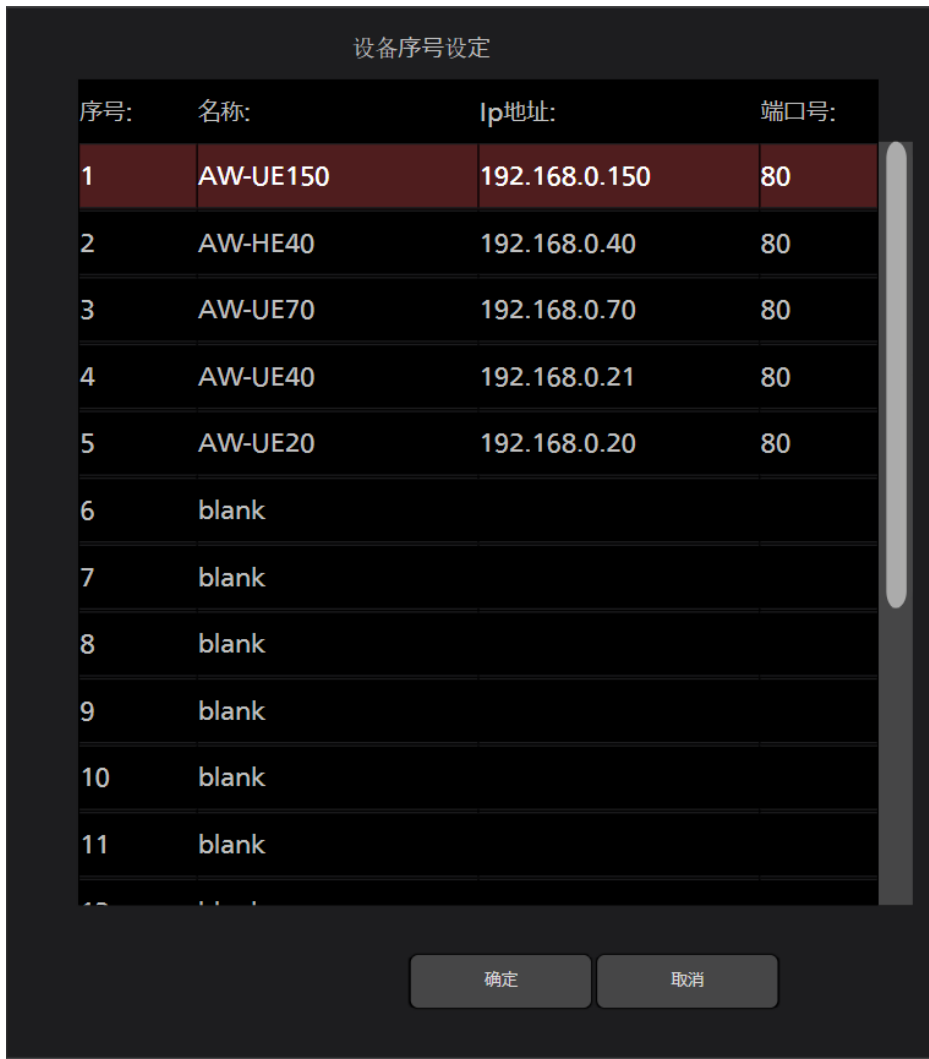 设备序号设定
序号: 名称: Ip地址: 端口号:
1 AW-UE150 192.168.0.150 80
2 AW-HE40 192.168.0.40 80
3 AW-UE70 192.168.0.70 80
4 AW-UE40 192.168.0.21 80
5 AW-UE20 192.168.0.20 80
6 blank
7 blank
8 blank
9 blank
10 blank
11 blank
确定 取消